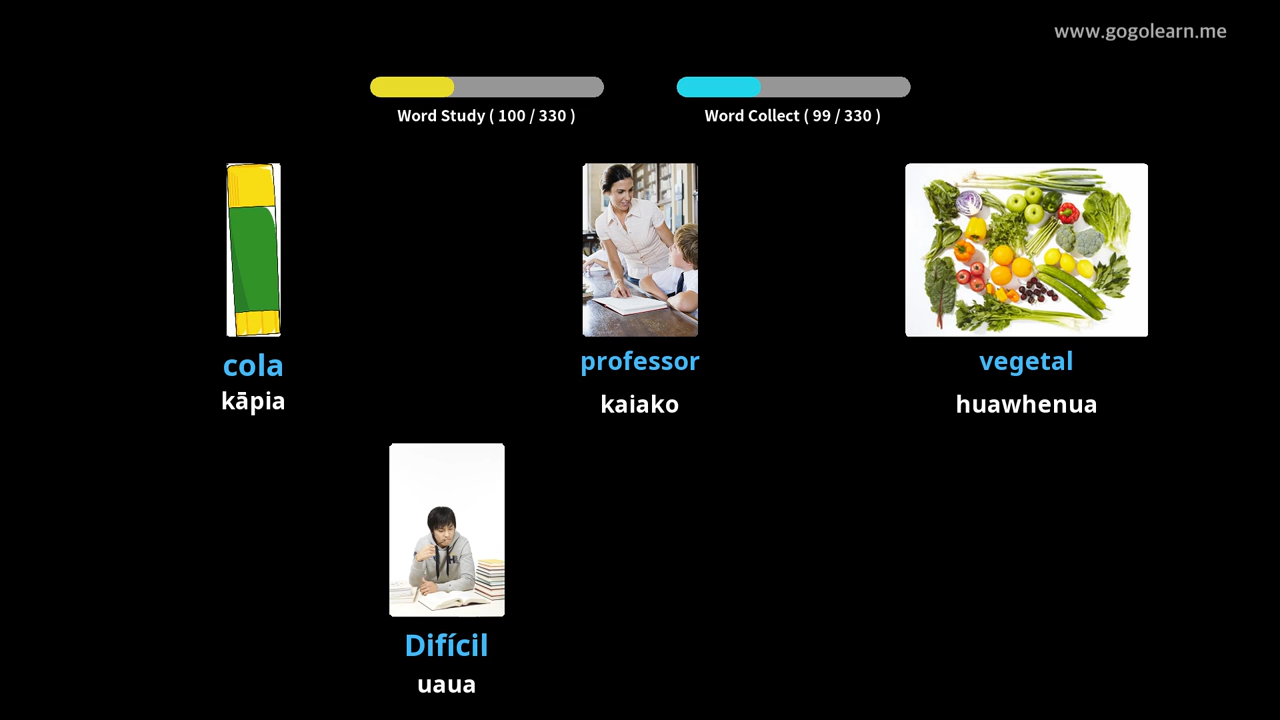 www.gogolearn.me
Word Study ( 100 / 330 )
Word Collect ( 99 / 330 )
cola
kāpia
professor
kaiako
vegetal
huawhenua
Difícil
uaua